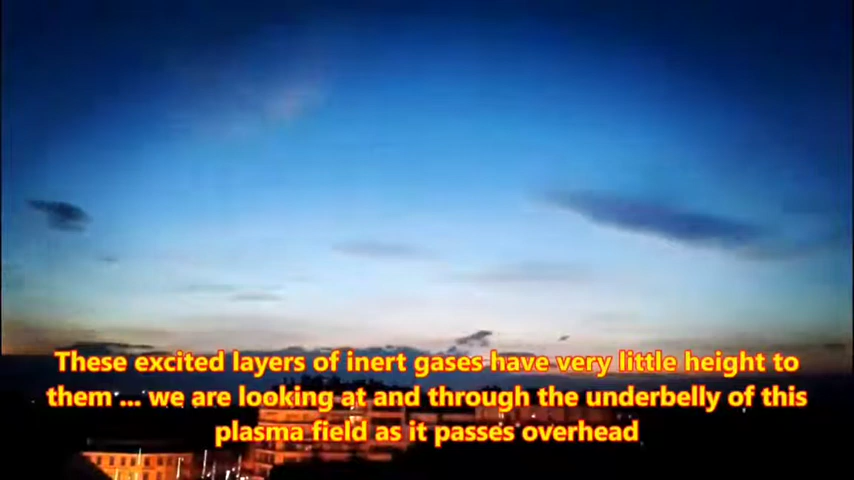 These excited layers of inert gases have very little height to
them ... we are looking at and through the underbelly of this
plasma field as it passes overhead